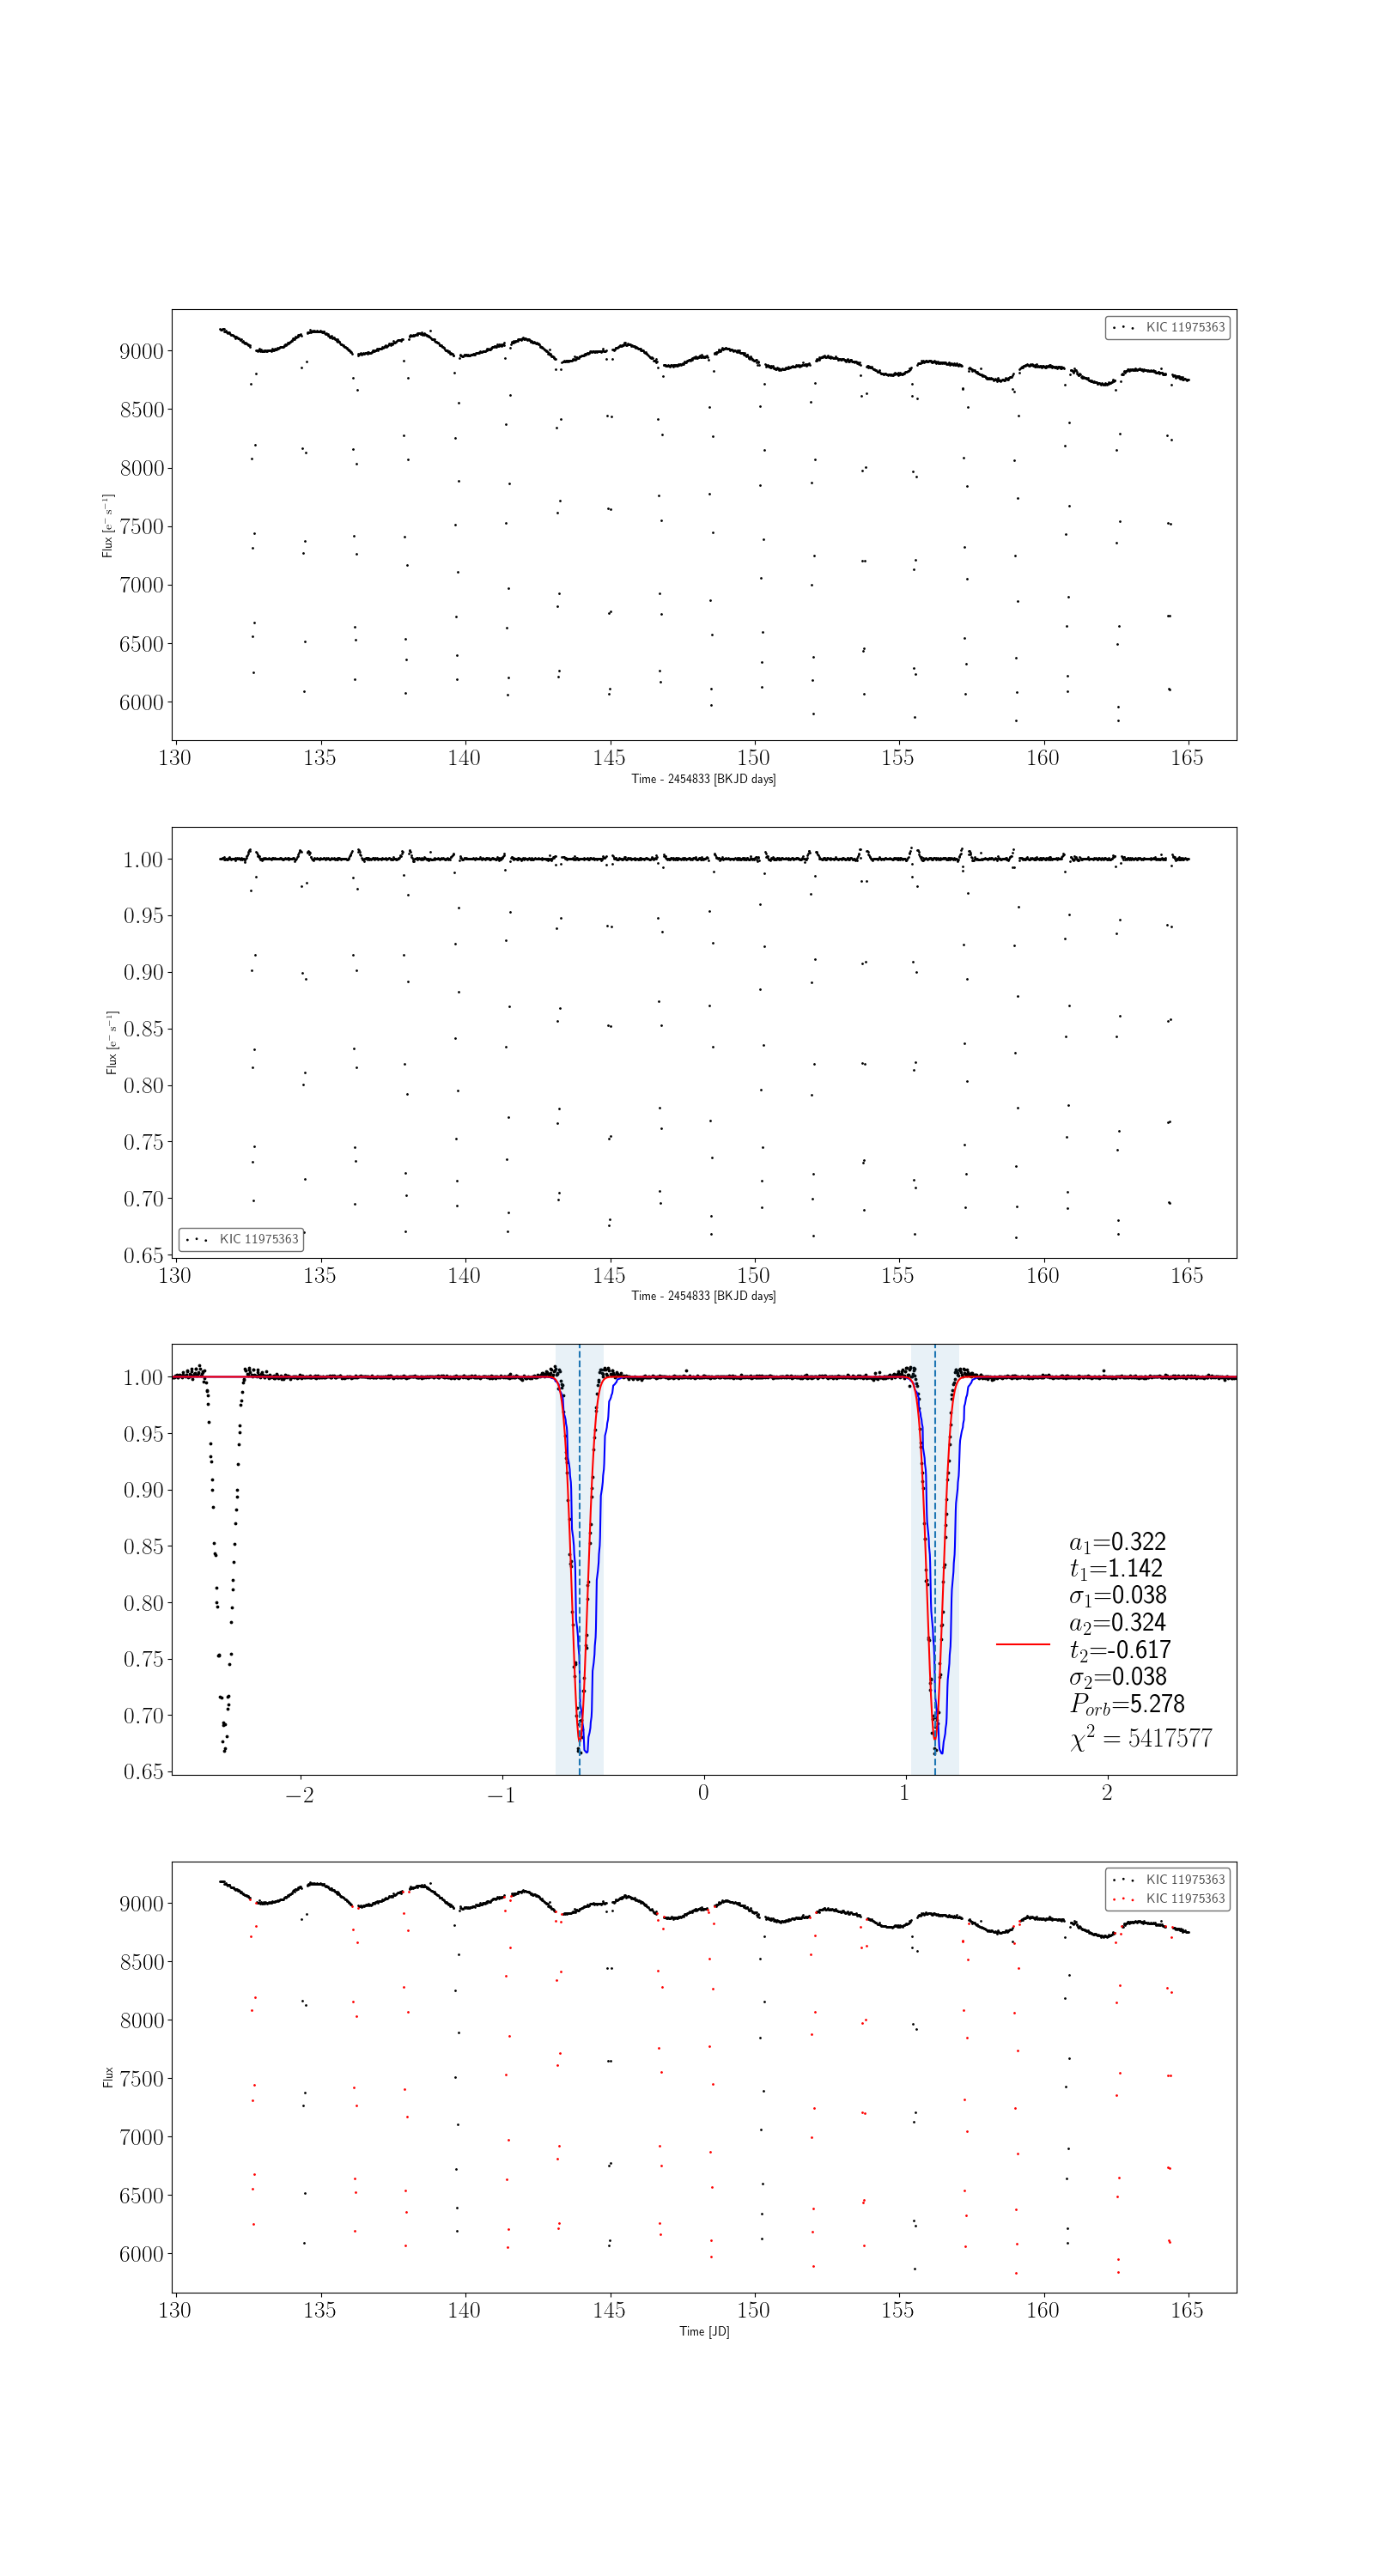 KIC 11975363
9000
8500
8000
7500
7000
6500
6000
Flux [e⁻ s⁻¹]
130 135 140 145 150 155 160 165
Time - 2454833 [BKJD days]
1.00
0.95
0.90
0.85
0.80
0.75
0.70
0.65
Flux [e⁻ s⁻¹]
KIC 11975363
130 135 140 145 150 155 160 165
Time - 2454833 [BKJD days]
1.00
0.95
0.90
0.85
0.80
0.75
0.70
0.65
a₁=0.322
t₁=1.142
σ₁=0.038
a₂=0.324
t₂=-0.617
σ₂=0.038
P_orb=5.278
χ² = 5417577
−2 −1 0 1 2
KIC 11975363
KIC 11975363
9000
8500
8000
7500
7000
6500
6000
Flux
130 135 140 145 150 155 160 165
Time [JD]